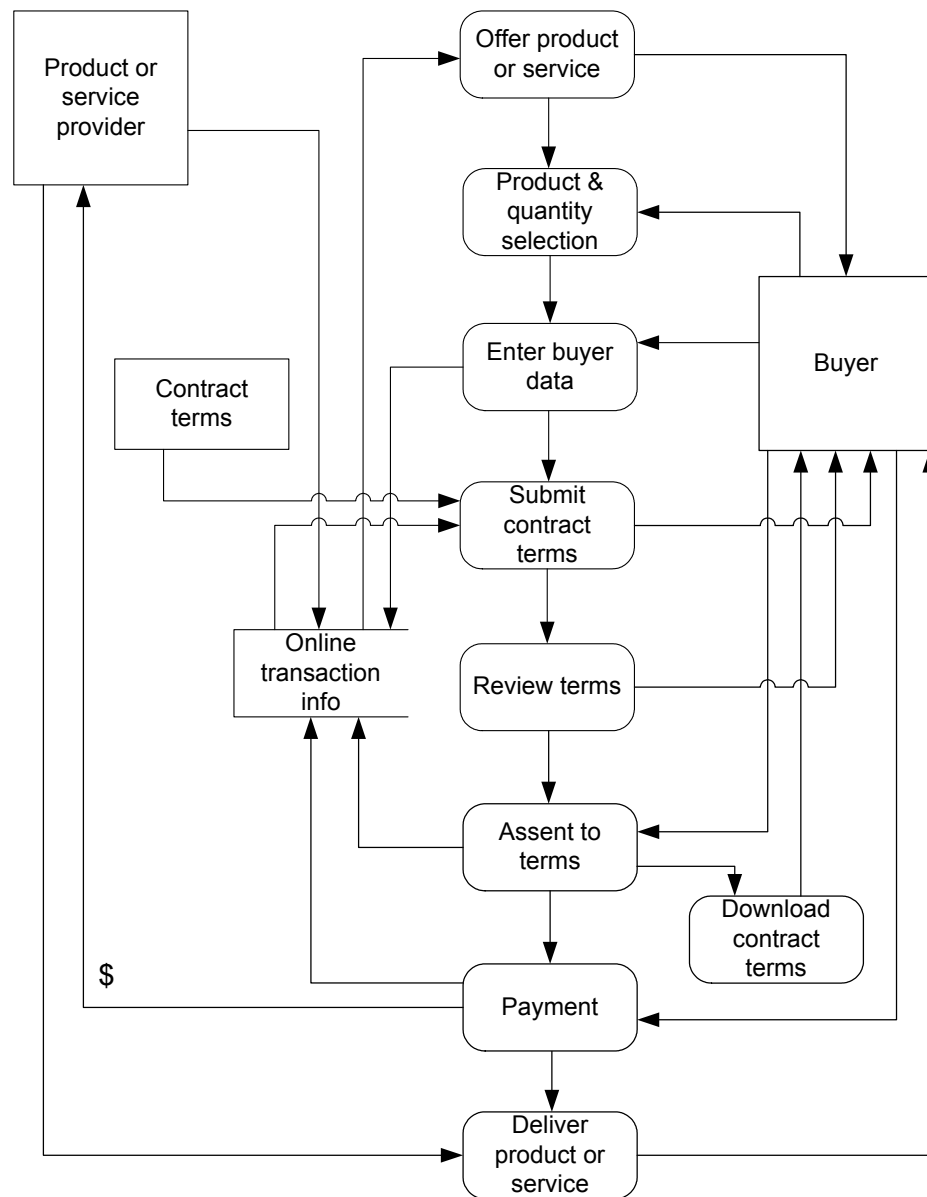 Offer product
or service
Product or
service
provider
Product &
quantity
selection
Enter buyer
data
Buyer
Contract
terms
Submit
contract
terms
Online
transaction
info
Review terms
Assent to
terms
Download
contract
terms
$
Payment
Deliver
product or
service